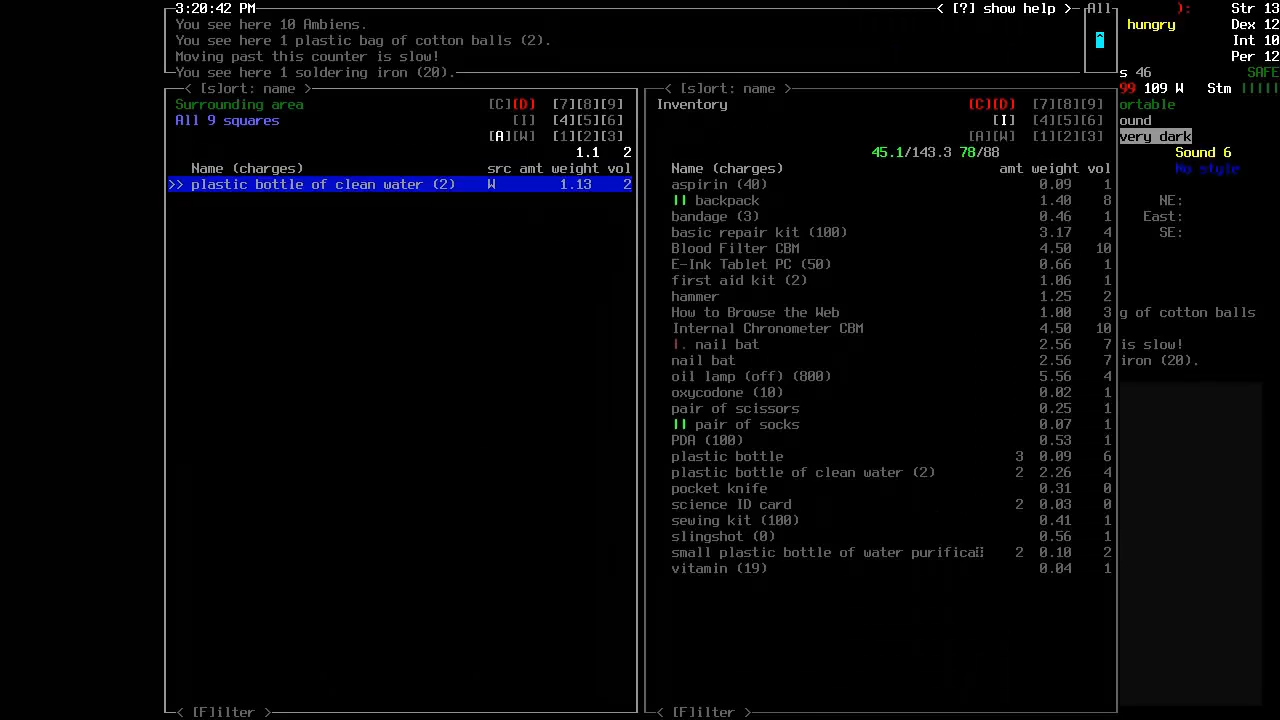 3:20:42 PM < [?] show help > All ): Str 13
You see here 10 Ambiens. hungry Dex 12
You see here 1 plastic bag of cotton balls (2). ^ Int 10
Moving past this counter is slow! Per 12
You see here 1 soldering iron (20). s 46 SAFE
< [s]ort: name > < [s]ort: name > 99 109 W Stm |||||
Surrounding area [C](D) [7][8][9] Inventory (C)(D) [7][8][9] ortable
All 9 squares [I] [4][5][6] [I] [4][5][6] ound
[A][W] [1][2][3] [A][W] [1][2][3] very dark
1.1 2 45.1/143.3 78/88 Sound 6
Name (charges) src amt weight vol Name (charges) amt weight vol No style
>> plastic bottle of clean water (2) W 1.13 2 aspirin (40) 0.09 1
|| backpack 1.40 8 NE:
bandage (3) 0.46 1 East:
basic repair kit (100) 3.17 4 SE:
Blood Filter CBM 4.50 10
E-Ink Tablet PC (50) 0.66 1
first aid kit (2) 1.06 1
hammer 1.25 2
How to Browse the Web 1.00 3 g of cotton balls
Internal Chronometer CBM 4.50 10
|. nail bat 2.56 7 is slow!
nail bat 2.56 7 iron (20).
oil lamp (off) (800) 5.56 4
oxycodone (10) 0.02 1
pair of scissors 0.25 1
|| pair of socks 0.07 1
PDA (100) 0.53 1
plastic bottle 3 0.09 6
plastic bottle of clean water (2) 2 2.26 4
pocket knife 0.31 0
science ID card 2 0.03 0
sewing kit (100) 0.41 1
slingshot (0) 0.56 1
small plastic bottle of water purifica 2 0.10 2
vitamin (19) 0.04 1
< [F]ilter > < [F]ilter >